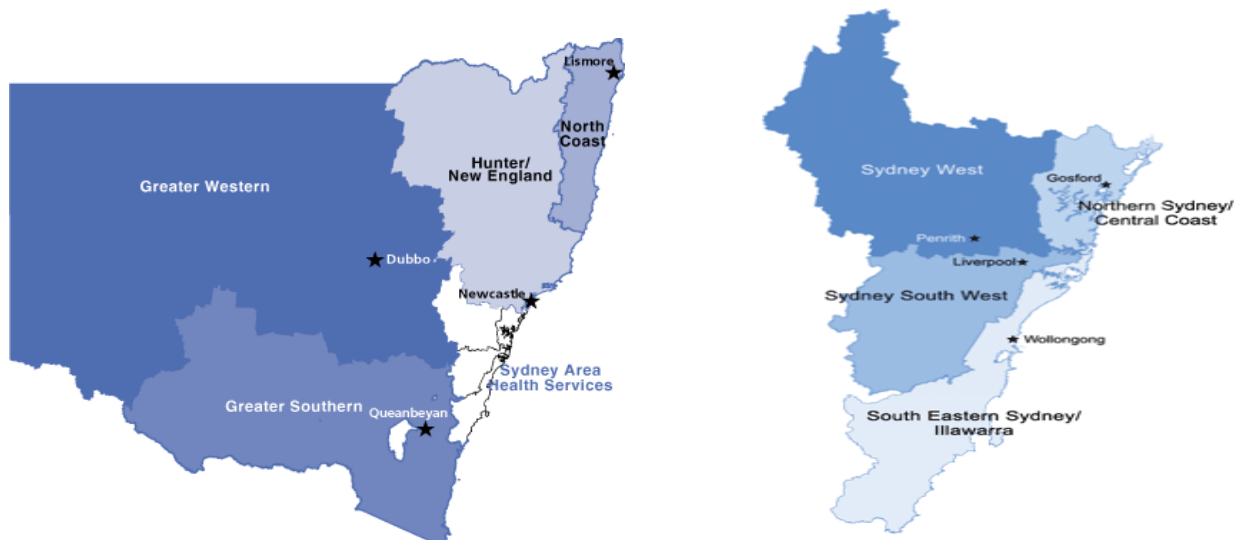 Lismore
North
Coast
Hunter/
New England
Greater Western
Dubbo
Newcastle
Sydney Area
Health Services
Greater Southern
Queanbeyan
Sydney West
Gosford
Northern Sydney/
Central Coast
Penrith
Liverpool
Sydney South West
Wollongong
South Eastern Sydney/
Illawarra